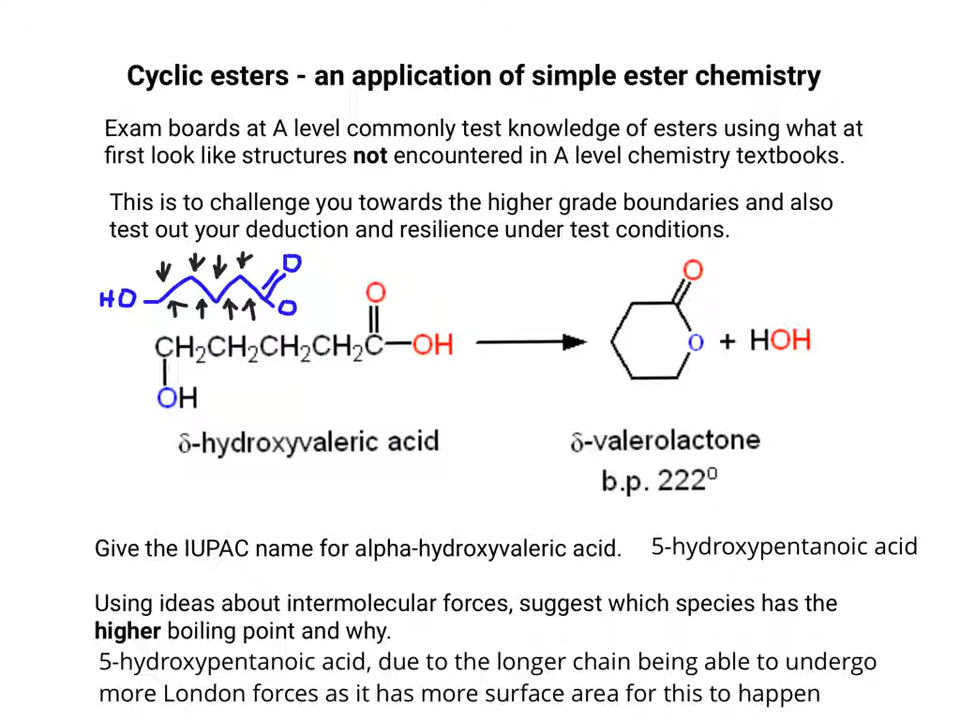 Cyclic esters - an application of simple ester chemistry
Exam boards at A level commonly test knowledge of esters using what at
first look like structures not encountered in A level chemistry textbooks.
This is to challenge you towards the higher grade boundaries and also
test out your deduction and resilience under test conditions.
HO O
O
O O
CH₂CH₂CH₂CH₂C—OH O + HOH
OH
δ-hydroxyvaleric acid δ-valerolactone
b.p. 222⁰
Give the IUPAC name for alpha-hydroxyvaleric acid. 5-hydroxypentanoic acid
Using ideas about intermolecular forces, suggest which species has the
higher boiling point and why.
5-hydroxypentanoic acid, due to the longer chain being able to undergo
more London forces as it has more surface area for this to happen